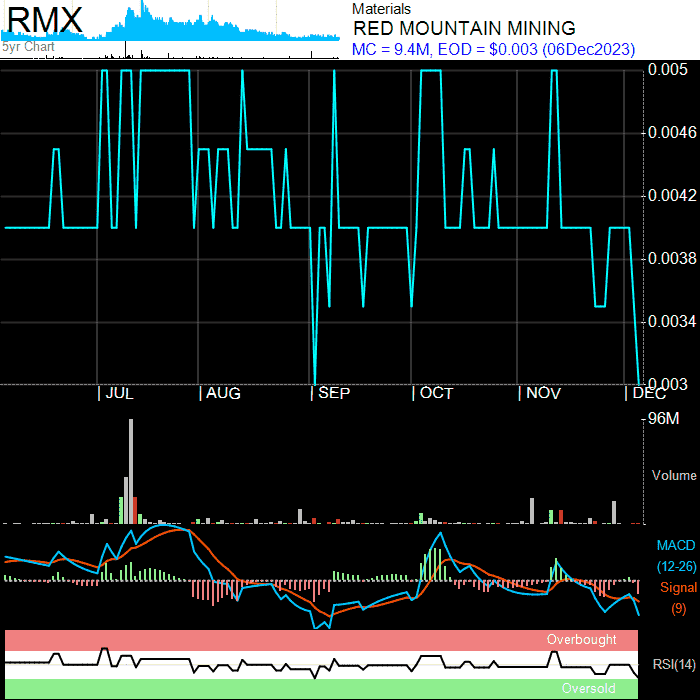 RMX
5yr Chart
Materials
RED MOUNTAIN MINING
MC = 9.4M, EOD = $0.003 (06Dec2023)
0.005
0.0046
0.0042
0.0038
0.0034
0.003
| JUL | AUG | SEP | OCT | NOV | DEC
96M
Volume
MACD
(12-26)
Signal
(9)
Overbought
RSI(14)
Oversold